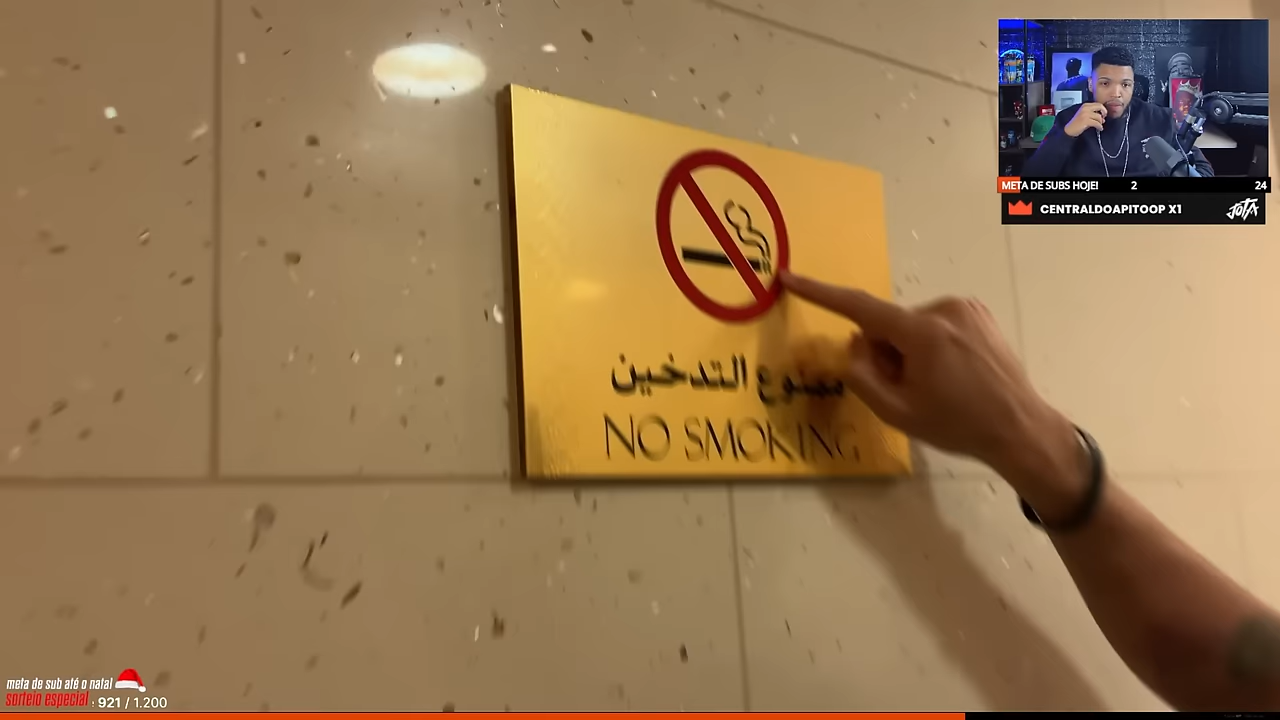 ممنوع التدخين
NO SMOKING
META DE SUBS HOJE! 2 24
CENTRALDOAPITOOP X1
JOTA
meta de sub até o natal
sorteio especial : 921 / 1.200